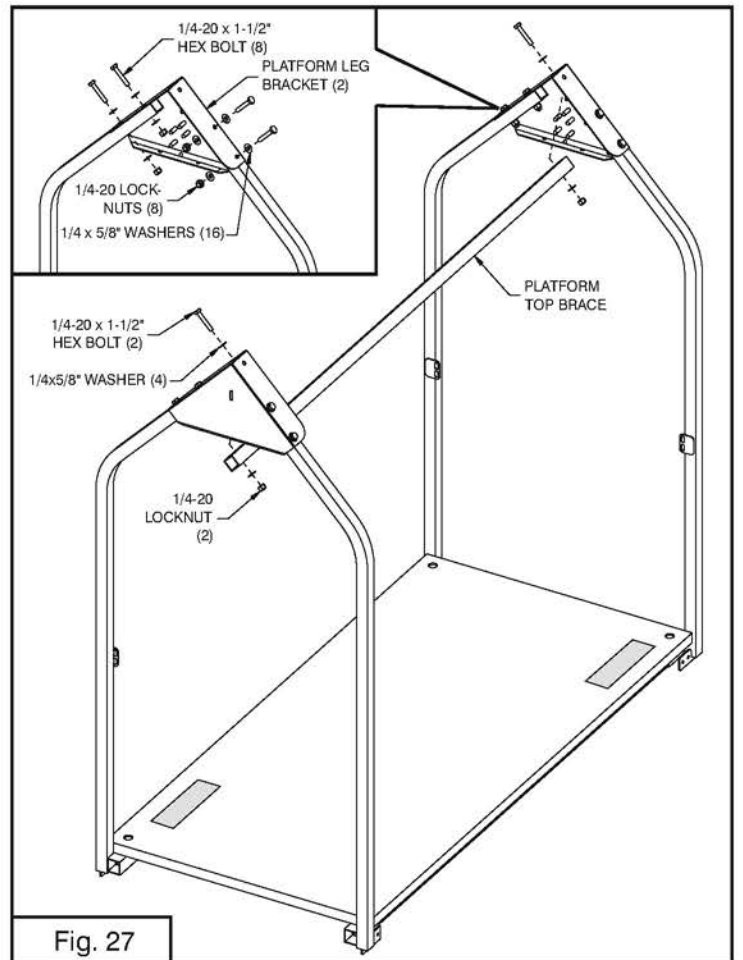 1/4-20 x 1-1/2"
HEX BOLT (8)
PLATFORM LEG
BRACKET (2)
1/4-20 LOCK-
NUTS (8)
1/4 x 5/8" WASHERS (16)
PLATFORM
TOP BRACE
1/4-20 x 1-1/2"
HEX BOLT (2)
1/4x5/8" WASHER (4)
1/4-20
LOCKNUT
(2)
Fig. 27